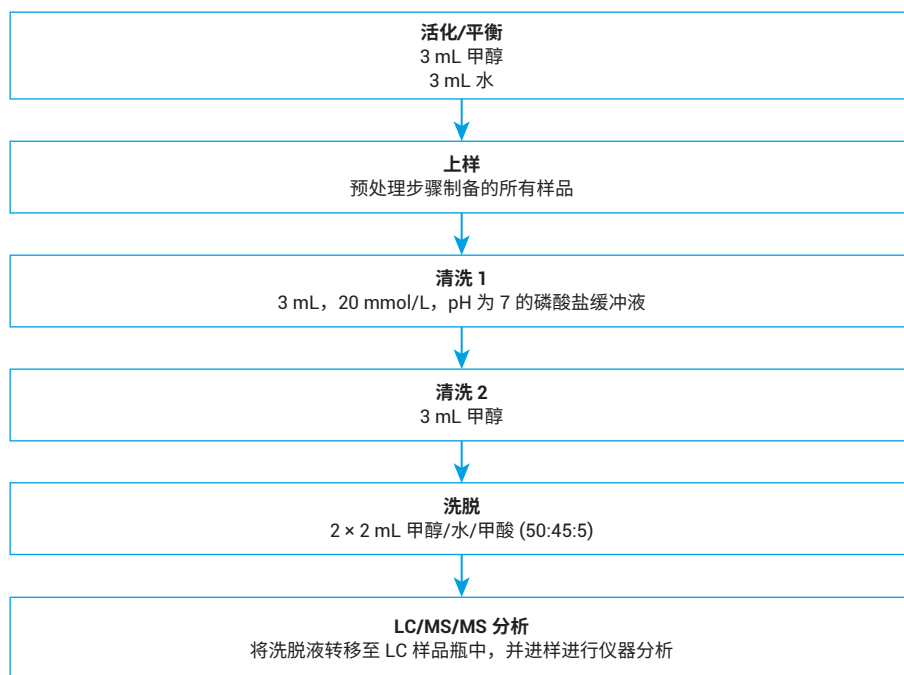 活化/平衡
3 mL 甲醇
3 mL 水
上样
预处理步骤制备的所有样品
清洗 1
3 mL，20 mmol/L，pH 为 7 的磷酸盐缓冲液
清洗 2
3 mL 甲醇
洗脱
2 × 2 mL 甲醇/水/甲酸 (50:45:5)
LC/MS/MS 分析
将洗脱液转移至 LC 样品瓶中，并进样进行仪器分析